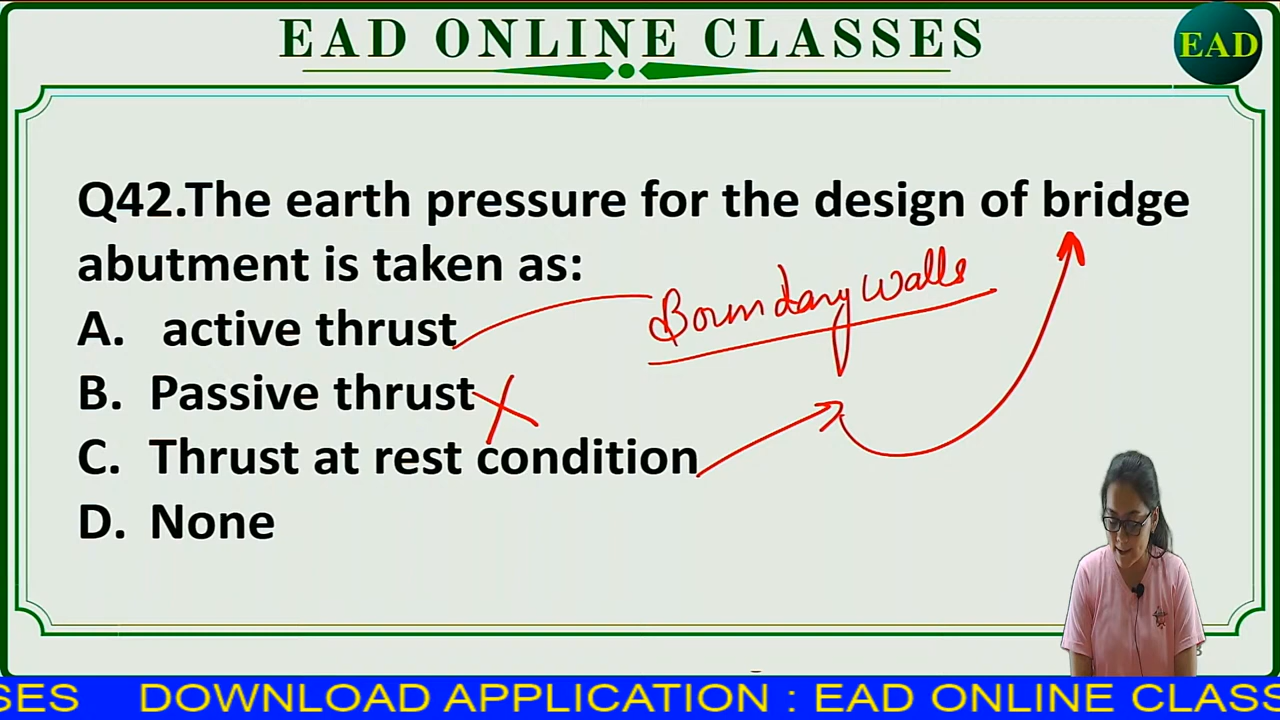 EAD ONLINE CLASSES
EAD
Q42.The earth pressure for the design of bridge
abutment is taken as:
Boundary walls
A. active thrust
B. Passive thrust
C. Thrust at rest condition
D. None
SES DOWNLOAD APPLICATION : EAD ONLINE CLASS